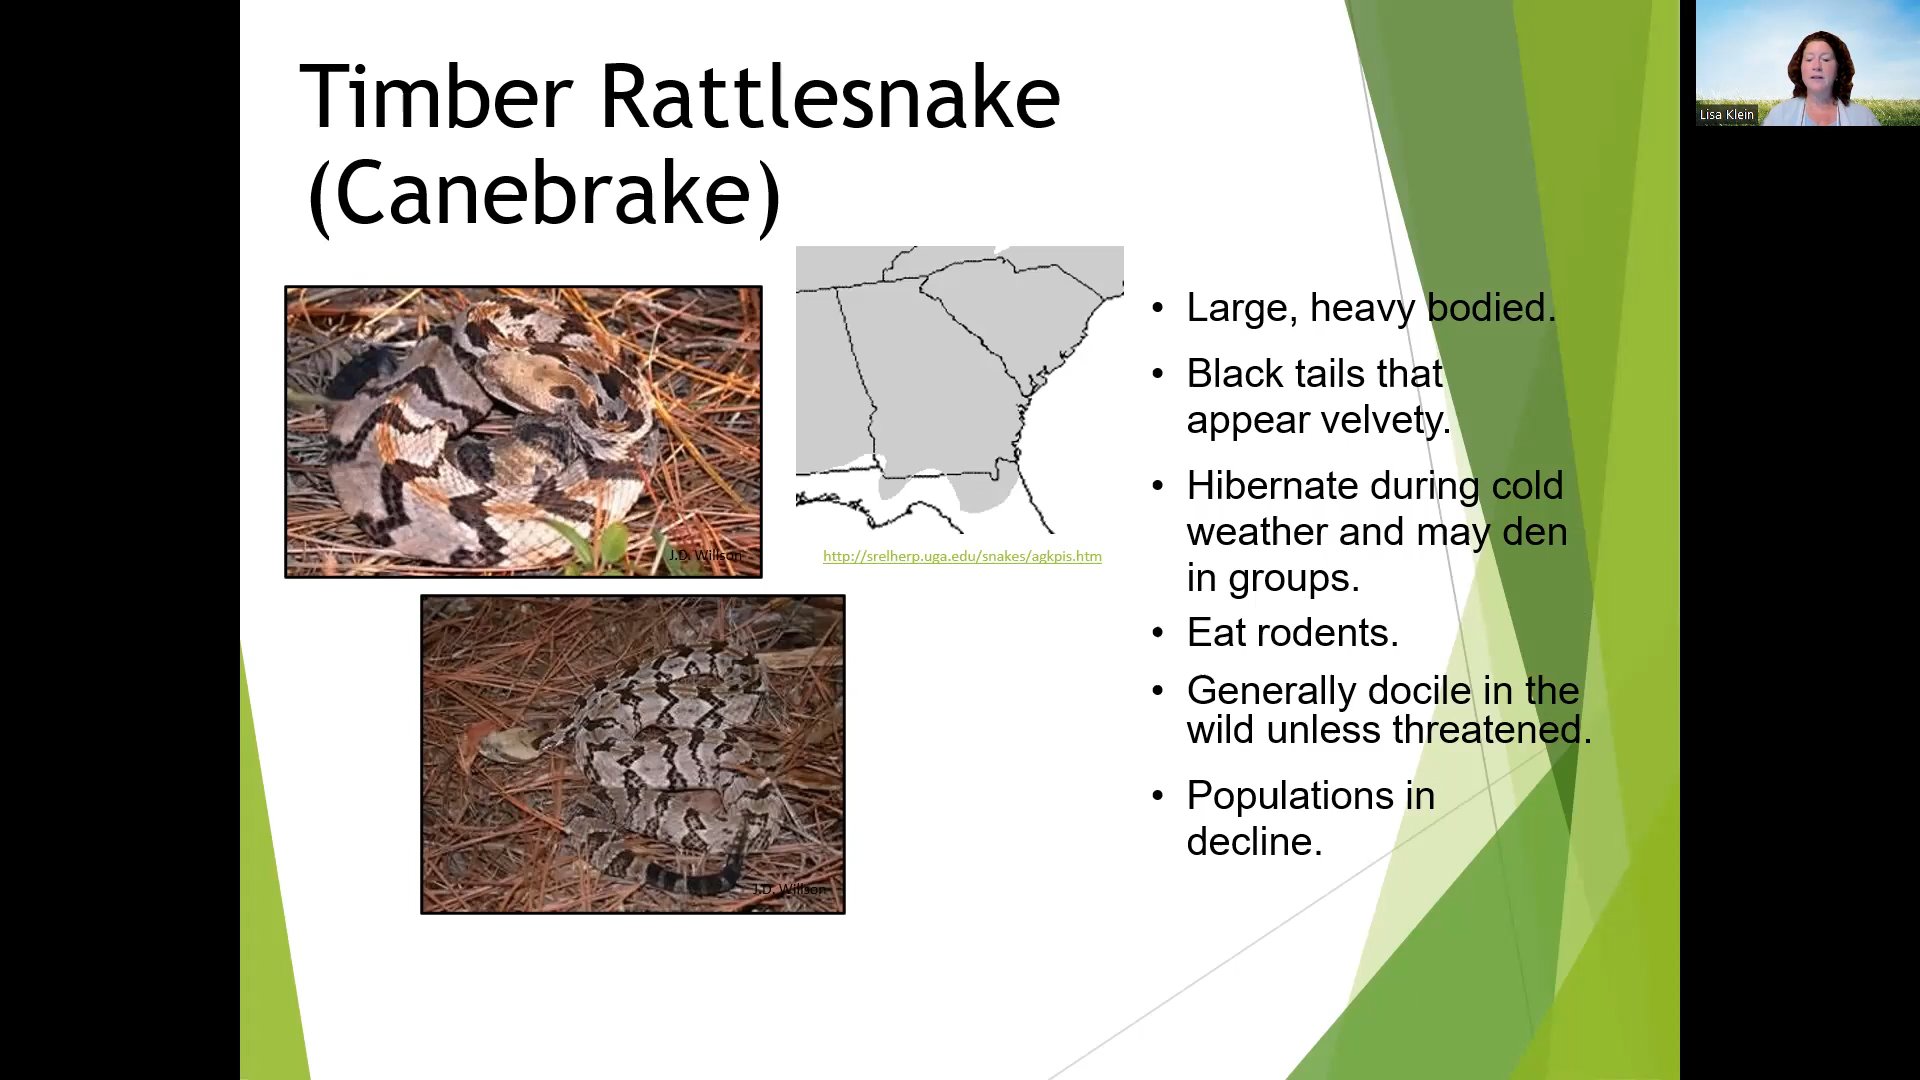 Timber Rattlesnake
(Canebrake)
Lisa Klein
J.D. Willson
http://srelherp.uga.edu/snakes/agkpis.htm
J.D. Willson
• Large, heavy bodied.
• Black tails that
appear velvety.
• Hibernate during cold
weather and may den
in groups.
• Eat rodents.
• Generally docile in the
wild unless threatened.
• Populations in
decline.